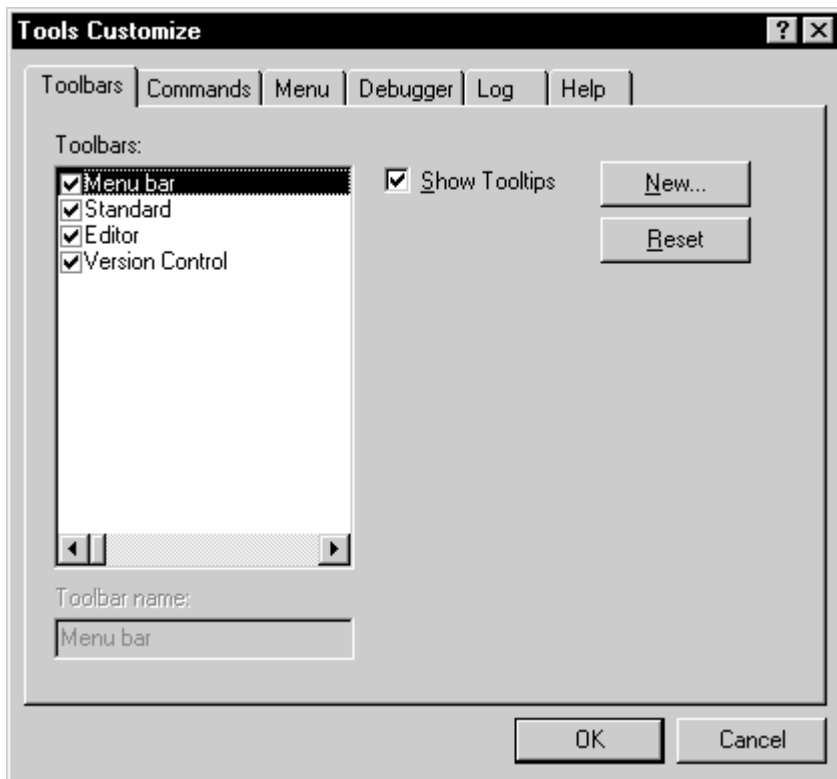 Tools Customize
Toolbars Commands Menu Debugger Log Help
Toolbars:
Menu bar
Standard
Editor
Version Control
Show Tooltips
New...
Reset
Toolbar name:
Menu bar
OK Cancel